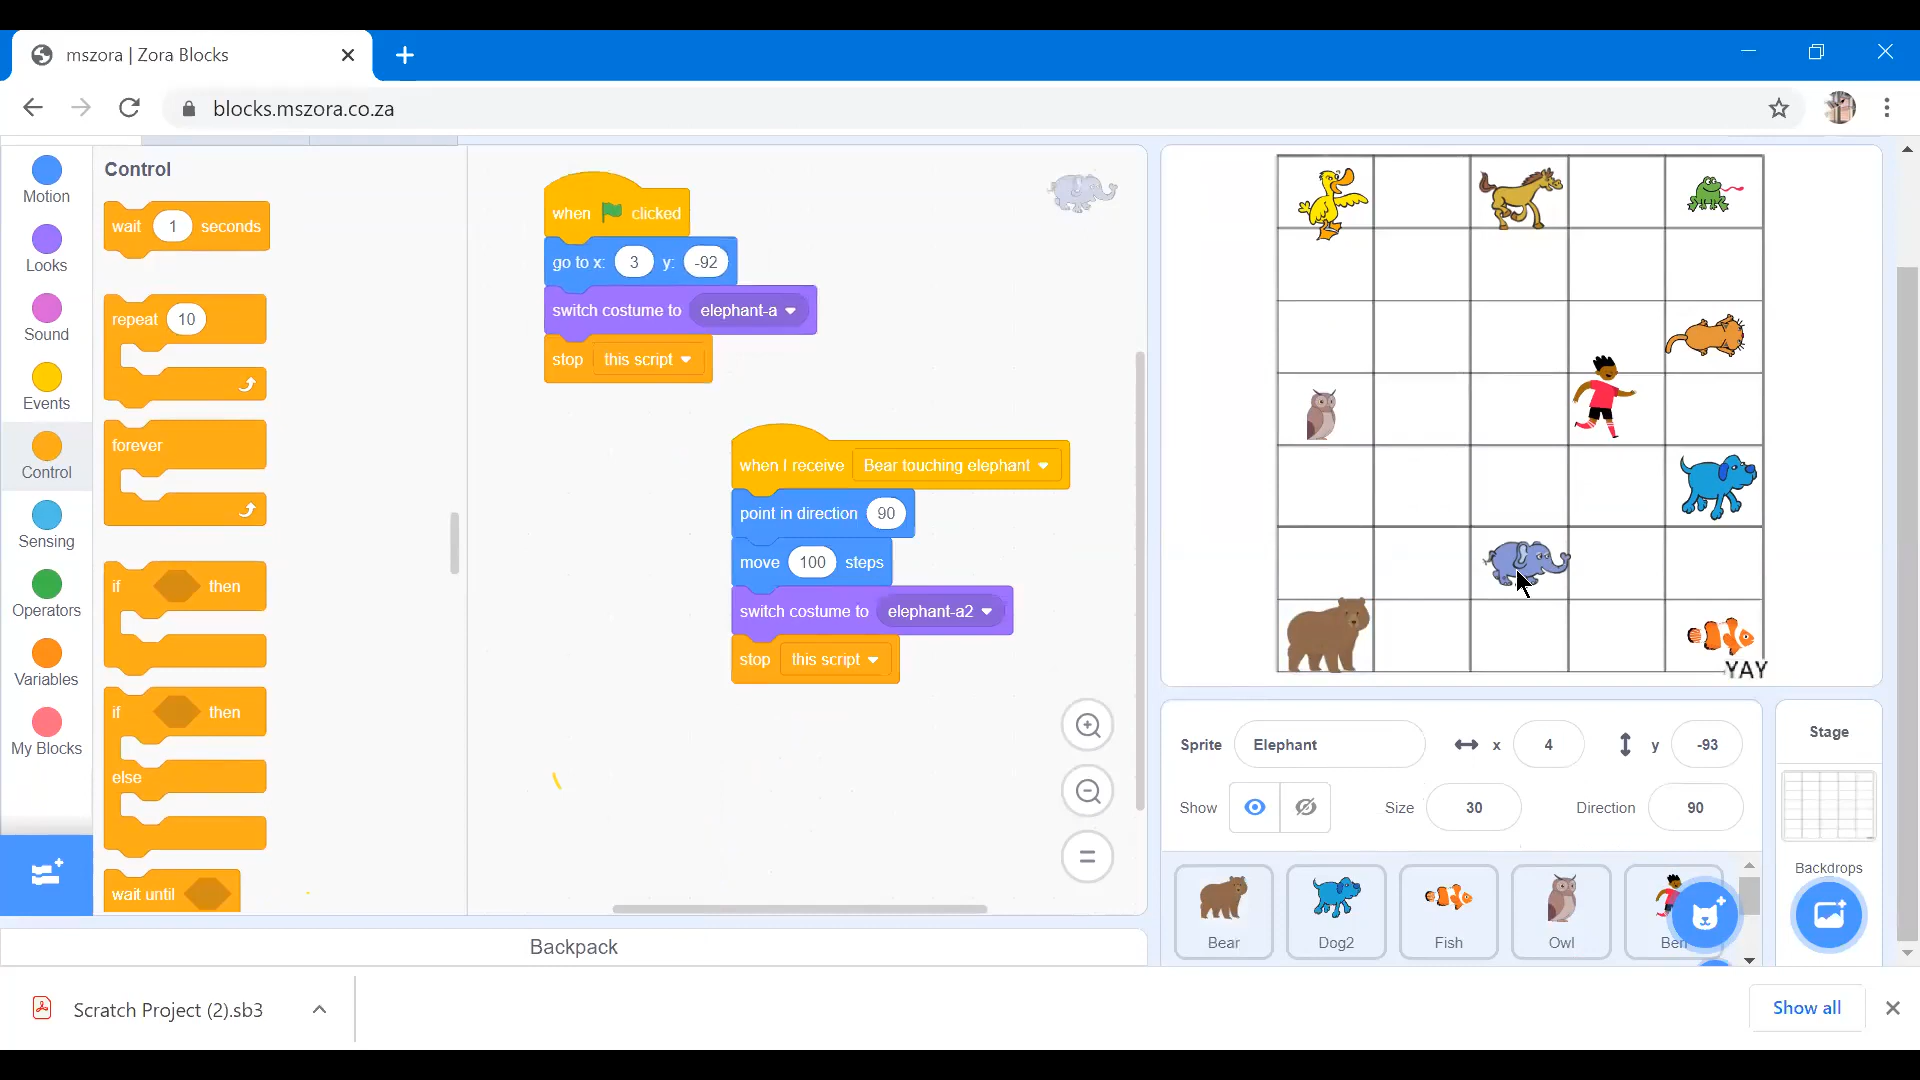 mszora | Zora Blocks
blocks.mszora.co.za
Motion
Looks
Sound
Events
Control
Sensing
Operators
Variables
My Blocks
Control
wait 1 seconds
repeat 10
forever
if then
if then
else
wait until
when clicked
go to x: 3 y: -92
switch costume to elephant-a
stop this script
when I receive Bear touching elephant
point in direction 90
move 100 steps
switch costume to elephant-a2
stop this script
Backpack
YAY
Sprite Elephant x 4 y -93
Show Size 30 Direction 90
Bear Dog2 Fish Owl Ben
Stage
Backdrops
Scratch Project (2).sb3
Show all